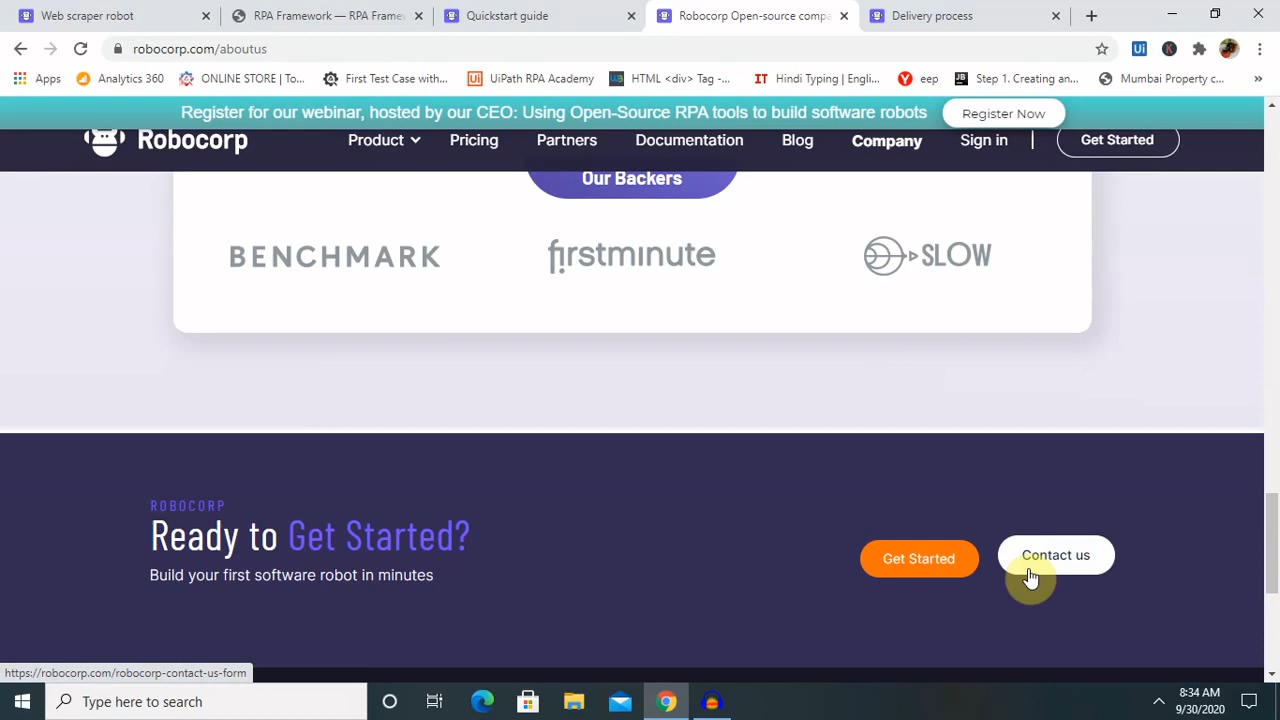 Web scraper robot
RPA Framework — RPA Frame
Quickstart guide
Robocorp Open-source compa
Delivery process
robocorp.com/aboutus
Apps
Analytics 360
ONLINE STORE | To...
First Test Case with...
UiPath RPA Academy
HTML <div> Tag -...
Hindi Typing | Engli...
eep
Step 1. Creating an...
Mumbai Property c...
Register for our webinar, hosted by our CEO: Using Open-Source RPA tools to build software robots
Register Now
Robocorp
Product
Pricing
Partners
Documentation
Blog
Company
Sign in
Get Started
Our Backers
BENCHMARK
firstminute
SLOW
ROBOCORP
Ready to Get Started?
Build your first software robot in minutes
Get Started
Contact us
https://robocorp.com/robocorp-contact-us-form
Type here to search
8:34 AM
9/30/2020